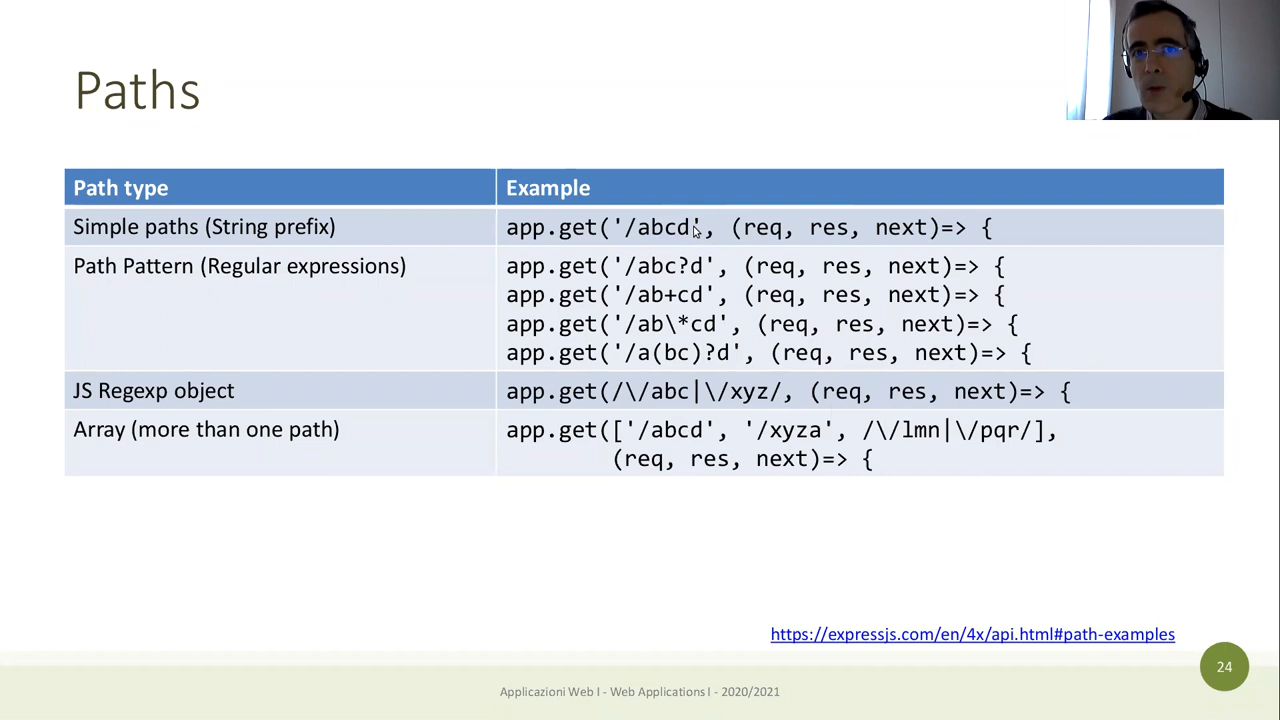 Paths
Path type Example
Simple paths (String prefix) app.get('/abcd', (req, res, next)=> {
Path Pattern (Regular expressions) app.get('/abc?d', (req, res, next)=> {
app.get('/ab+cd', (req, res, next)=> {
app.get('/ab\*cd', (req, res, next)=> {
app.get('/a(bc)?d', (req, res, next)=> {
JS Regexp object app.get(/\/abc|\/xyz/, (req, res, next)=> {
Array (more than one path) app.get(['/abcd', '/xyza', /\/lmn|\/pqr/],
(req, res, next)=> {
https://expressjs.com/en/4x/api.html#path-examples
24
Applicazioni Web I - Web Applications I - 2020/2021